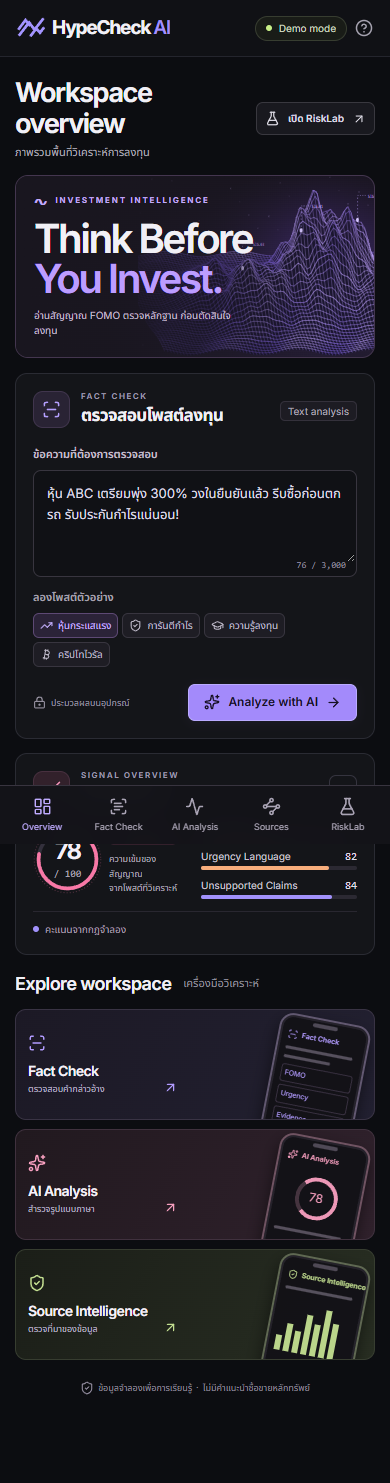 HypeCheck AI
Demo mode
Workspace
overview
ภาพรวมพื้นที่วิเคราะห์การลงทุน
เปิด RiskLab
INVESTMENT INTELLIGENCE
Think Before
You Invest.
อ่านสัญญาณ FOMO ตรวจหลักฐาน ก่อนตัดสินใจ
ลงทุน
FACT CHECK
ตรวจสอบโพสต์ลงทุน
Text analysis
ข้อความที่ต้องการตรวจสอบ
หุ้น ABC เตรียมพุ่ง 300% วงในยืนยันแล้ว รีบซื้อก่อนตก
รถ รับประกันกำไรแน่นอน!
76 / 3,000
ลองโพสต์ตัวอย่าง
หุ้นกระแสแรง
การันตีกำไร
ความรู้ลงทุน
คริปโทไวรัล
ประมวลผลบนอุปกรณ์
Analyze with AI
SIGNAL OVERVIEW
Overview
Fact Check
AI Analysis
Sources
RiskLab
78
/ 100
ความเข้มของ
สัญญาณ
จากโพสต์ที่วิเคราะห์
Urgency Language 82
Unsupported Claims 84
คะแนนจากกฎจำลอง
Explore workspace
เครื่องมือวิเคราะห์
Fact Check
ตรวจสอบคำกล่าวอ้าง
Fact Check
FOMO
Urgency
Evidence
AI Analysis
สำรวจรูปแบบภาษา
AI Analysis
78
Source Intelligence
ตรวจที่มาของข้อมูล
Source Intelligence
ข้อมูลจำลองเพื่อการเรียนรู้ · ไม่มีคำแนะนำซื้อขายหลักทรัพย์